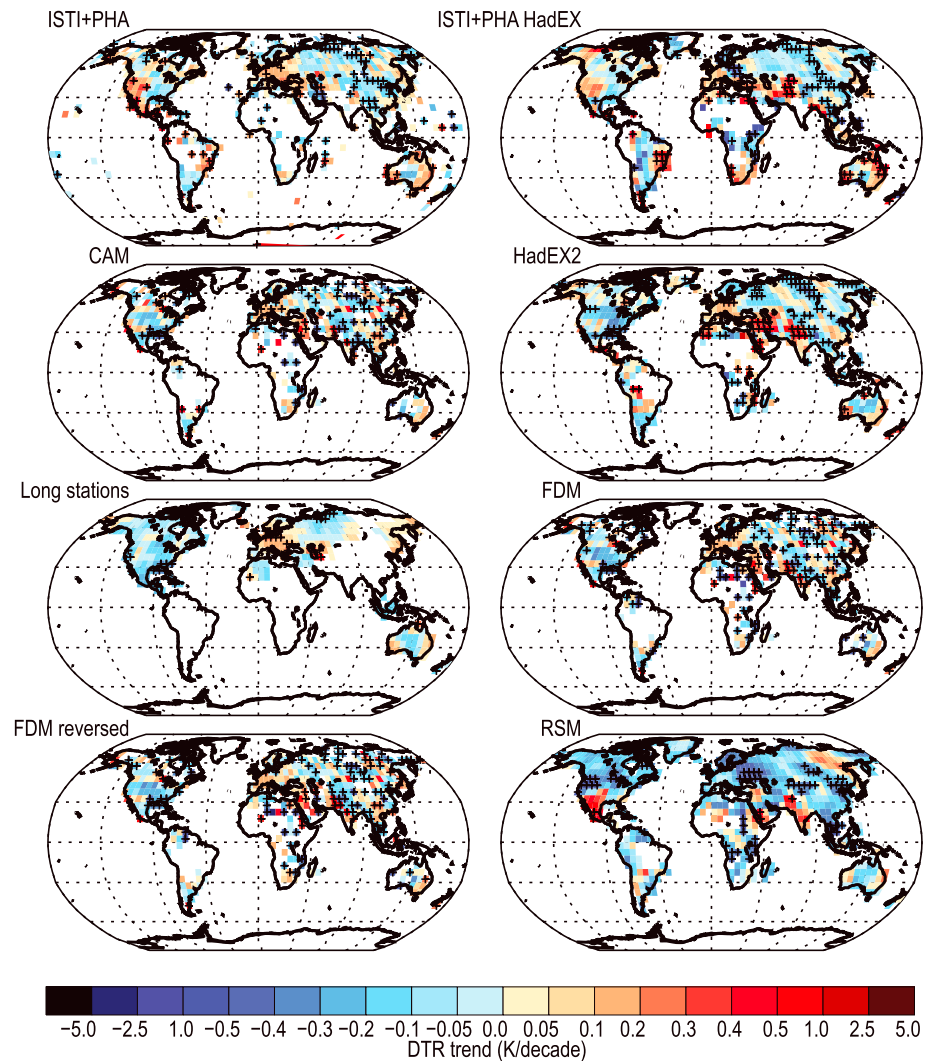 ISTI+PHA
ISTI+PHA HadEX
CAM
HadEX2
Long stations
FDM
FDM reversed
RSM
−5.0 −2.5 1.0 −0.5 −0.4 −0.3 −0.2 −0.1 −0.05 0.0 0.05 0.1 0.2 0.3 0.4 0.5 1.0 2.5 5.0
DTR trend (K/decade)